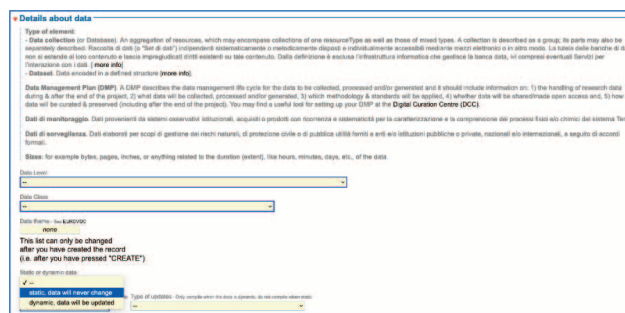 Details about data
Type of element:
- Data collection (or Database). An aggregation of resources, which may encompass collections of one resourceType as well as those of mixed types. A collection is described as a group; its parts may also be
separately described. Raccolta di dati (o "Set di dati") indipendenti sistematicamente o metodicamente disposti e individualmente accessibili mediante mezzi elettronici o in altro modo. La tutela delle banche di d
non si estende al loro contenuto e lascia impregiudicati diritti esistenti su tale contenuto. Dalla definizione è esclusa l'infrastruttura informatica che gestisce la banca dati, ivi compresi eventuali Servizi per
l'interazione con i dati. [more info]
- Dataset. Data encoded in a defined structure [more info].
Data Management Plan (DMP): A DMP describes the data management life cycle for the data to be collected, processed and/or generated and it should include information on: 1) the handling of research data
during & after the end of the project, 2) what data will be collected, processed and/or generated, 3) which methodology & standards will be applied, 4) whether data will be shared/made open access and, 5) how
data will be curated & preserved (including after the end of the project). You may find a useful tool for setting up your DMP at the Digital Curation Centre (DCC).
Dati di monitoraggio. Dati provenienti da sistemi osservativi istituzionali, acquisiti o prodotti con ricorrenza e sistematicità per la caratterizzazione e la comprensione dei processi fisici e/o chimici del sistema Ter
Dati di sorveglianza. Dati elaborati per scopi di gestione dei rischi naturali, di protezione civile o di pubblica utilità forniti a enti e/o istituzioni pubbliche o private, nazionali e/o internazionali, a seguito di accordi
formali.
Sizes: for example bytes, pages, inches, or anything related to the duration (extent), like hours, minutes, days, etc., of the data.
Data Level
--
Data Class
--
Data theme - See EUROVOC
none
This list can only be changed
after you have created the record
(i.e. after you have pressed "CREATE")
Static or dynamic data
✓ --
static, data will never change
dynamic, data will be updated
Type of updates - Only compile when the data is dynamic, do not compile when static
--